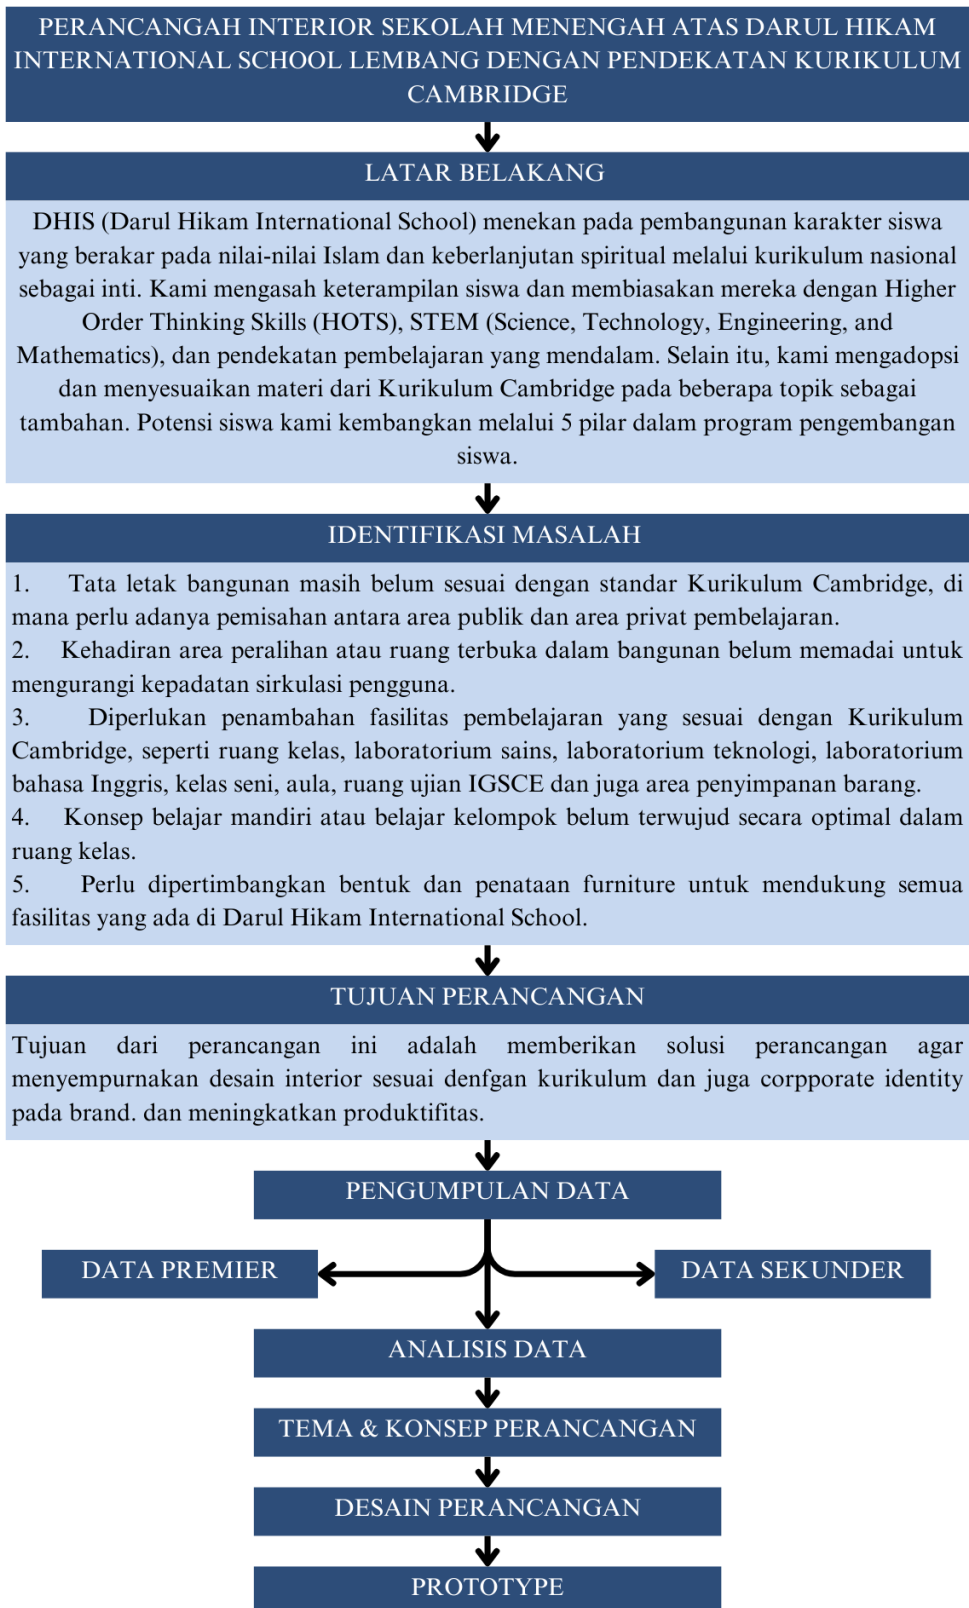 PERANCANGAH INTERIOR SEKOLAH MENENGAH ATAS DARUL HIKAM
INTERNATIONAL SCHOOL LEMBANG DENGAN PENDEKATAN KURIKULUM
CAMBRIDGE
LATAR BELAKANG
DHIS (Darul Hikam International School) menekan pada pembangunan karakter siswa
yang berakar pada nilai-nilai Islam dan keberlanjutan spiritual melalui kurikulum nasional
sebagai inti. Kami mengasah keterampilan siswa dan membiasakan mereka dengan Higher
Order Thinking Skills (HOTS), STEM (Science, Technology, Engineering, and
Mathematics), dan pendekatan pembelajaran yang mendalam. Selain itu, kami mengadopsi
dan menyesuaikan materi dari Kurikulum Cambridge pada beberapa topik sebagai
tambahan. Potensi siswa kami kembangkan melalui 5 pilar dalam program pengembangan
siswa.
IDENTIFIKASI MASALAH
1. Tata letak bangunan masih belum sesuai dengan standar Kurikulum Cambridge, di
mana perlu adanya pemisahan antara area publik dan area privat pembelajaran.
2. Kehadiran area peralihan atau ruang terbuka dalam bangunan belum memadai untuk
mengurangi kepadatan sirkulasi pengguna.
3. Diperlukan penambahan fasilitas pembelajaran yang sesuai dengan Kurikulum
Cambridge, seperti ruang kelas, laboratorium sains, laboratorium teknologi, laboratorium
bahasa Inggris, kelas seni, aula, ruang ujian IGSCE dan juga area penyimpanan barang.
4. Konsep belajar mandiri atau belajar kelompok belum terwujud secara optimal dalam
ruang kelas.
5. Perlu dipertimbangkan bentuk dan penataan furniture untuk mendukung semua
fasilitas yang ada di Darul Hikam International School.
TUJUAN PERANCANGAN
Tujuan dari perancangan ini adalah memberikan solusi perancangan agar
menyempurnakan desain interior sesuai denfgan kurikulum dan juga corpporate identity
pada brand. dan meningkatkan produktifitas.
PENGUMPULAN DATA
DATA PREMIER
DATA SEKUNDER
ANALISIS DATA
TEMA & KONSEP PERANCANGAN
DESAIN PERANCANGAN
PROTOTYPE